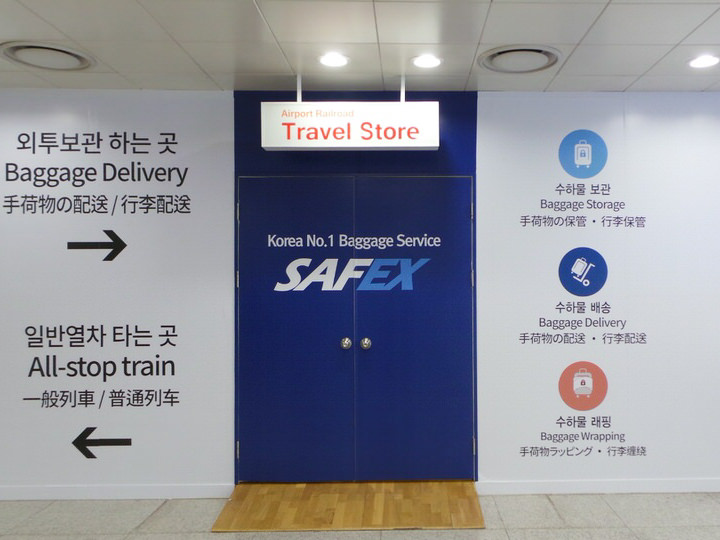 외투보관 하는 곳
Baggage Delivery
手荷物の配送 / 行李配送
일반열차 타는 곳
All-stop train
一般列車 / 普通列车
Airport Railroad
Travel Store
Korea No.1 Baggage Service
SAFEX
수하물 보관
Baggage Storage
手荷物の保管 • 行李保管
수하물 배송
Baggage Delivery
手荷物の配送 • 行李配送
수하물 래핑
Baggage Wrapping
手荷物ラッピング • 行李缠绕